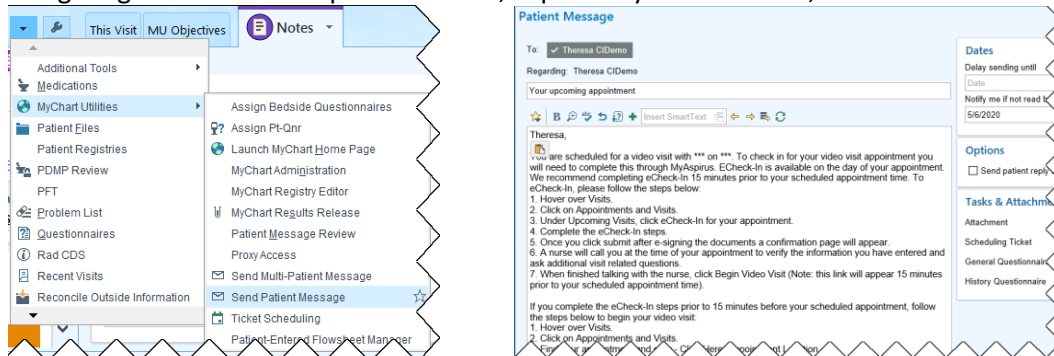 This Visit MU Objectives Notes
Additional Tools
Medications
MyChart Utilities
Patient Files
Patient Registries
PDMP Review
PFT
Problem List
Questionnaires
Rad CDS
Recent Visits
Reconcile Outside Information
Assign Bedside Questionnaires
Assign Pt-Qnr
Launch MyChart Home Page
MyChart Administration
MyChart Registry Editor
MyChart Results Release
Patient Message Review
Proxy Access
Send Multi-Patient Message
Send Patient Message
Ticket Scheduling
Patient-Entered Flowsheet Manager
Patient Message
To: Theresa CIDemo
Regarding: Theresa CIDemo
Your upcoming appointment
B Insert SmartText
Theresa,
You are scheduled for a video visit with *** on ***. To check in for your video visit appointment you
will need to complete this through MyAspirus. ECheck-In is available on the day of your appointment.
We recommend completing eCheck-In 15 minutes prior to your scheduled appointment time. To
eCheck-In, please follow the steps below:
1. Hover over Visits.
2. Click on Appointments and Visits.
3. Under Upcoming Visits, click eCheck-In for your appointment.
4. Complete the eCheck-In steps.
5. Once you click submit after e-signing the documents a confirmation page will appear.
6. A nurse will call you at the time of your appointment to verify the information you have entered and
ask additional visit related questions.
7. When finished talking with the nurse, click Begin Video Visit (Note: this link will appear 15 minutes
prior to your scheduled appointment time).
If you complete the eCheck-In steps prior to 15 minutes before your scheduled appointment, follow
the steps below to begin your video visit:
1. Hover over Visits.
2. Click on Appointments and Visits.
Dates
Delay sending until
Date
Notify me if not read
5/6/2020
Options
Send patient reply
Tasks &
Attachment
Scheduling Ticket
General
History Questionnaire